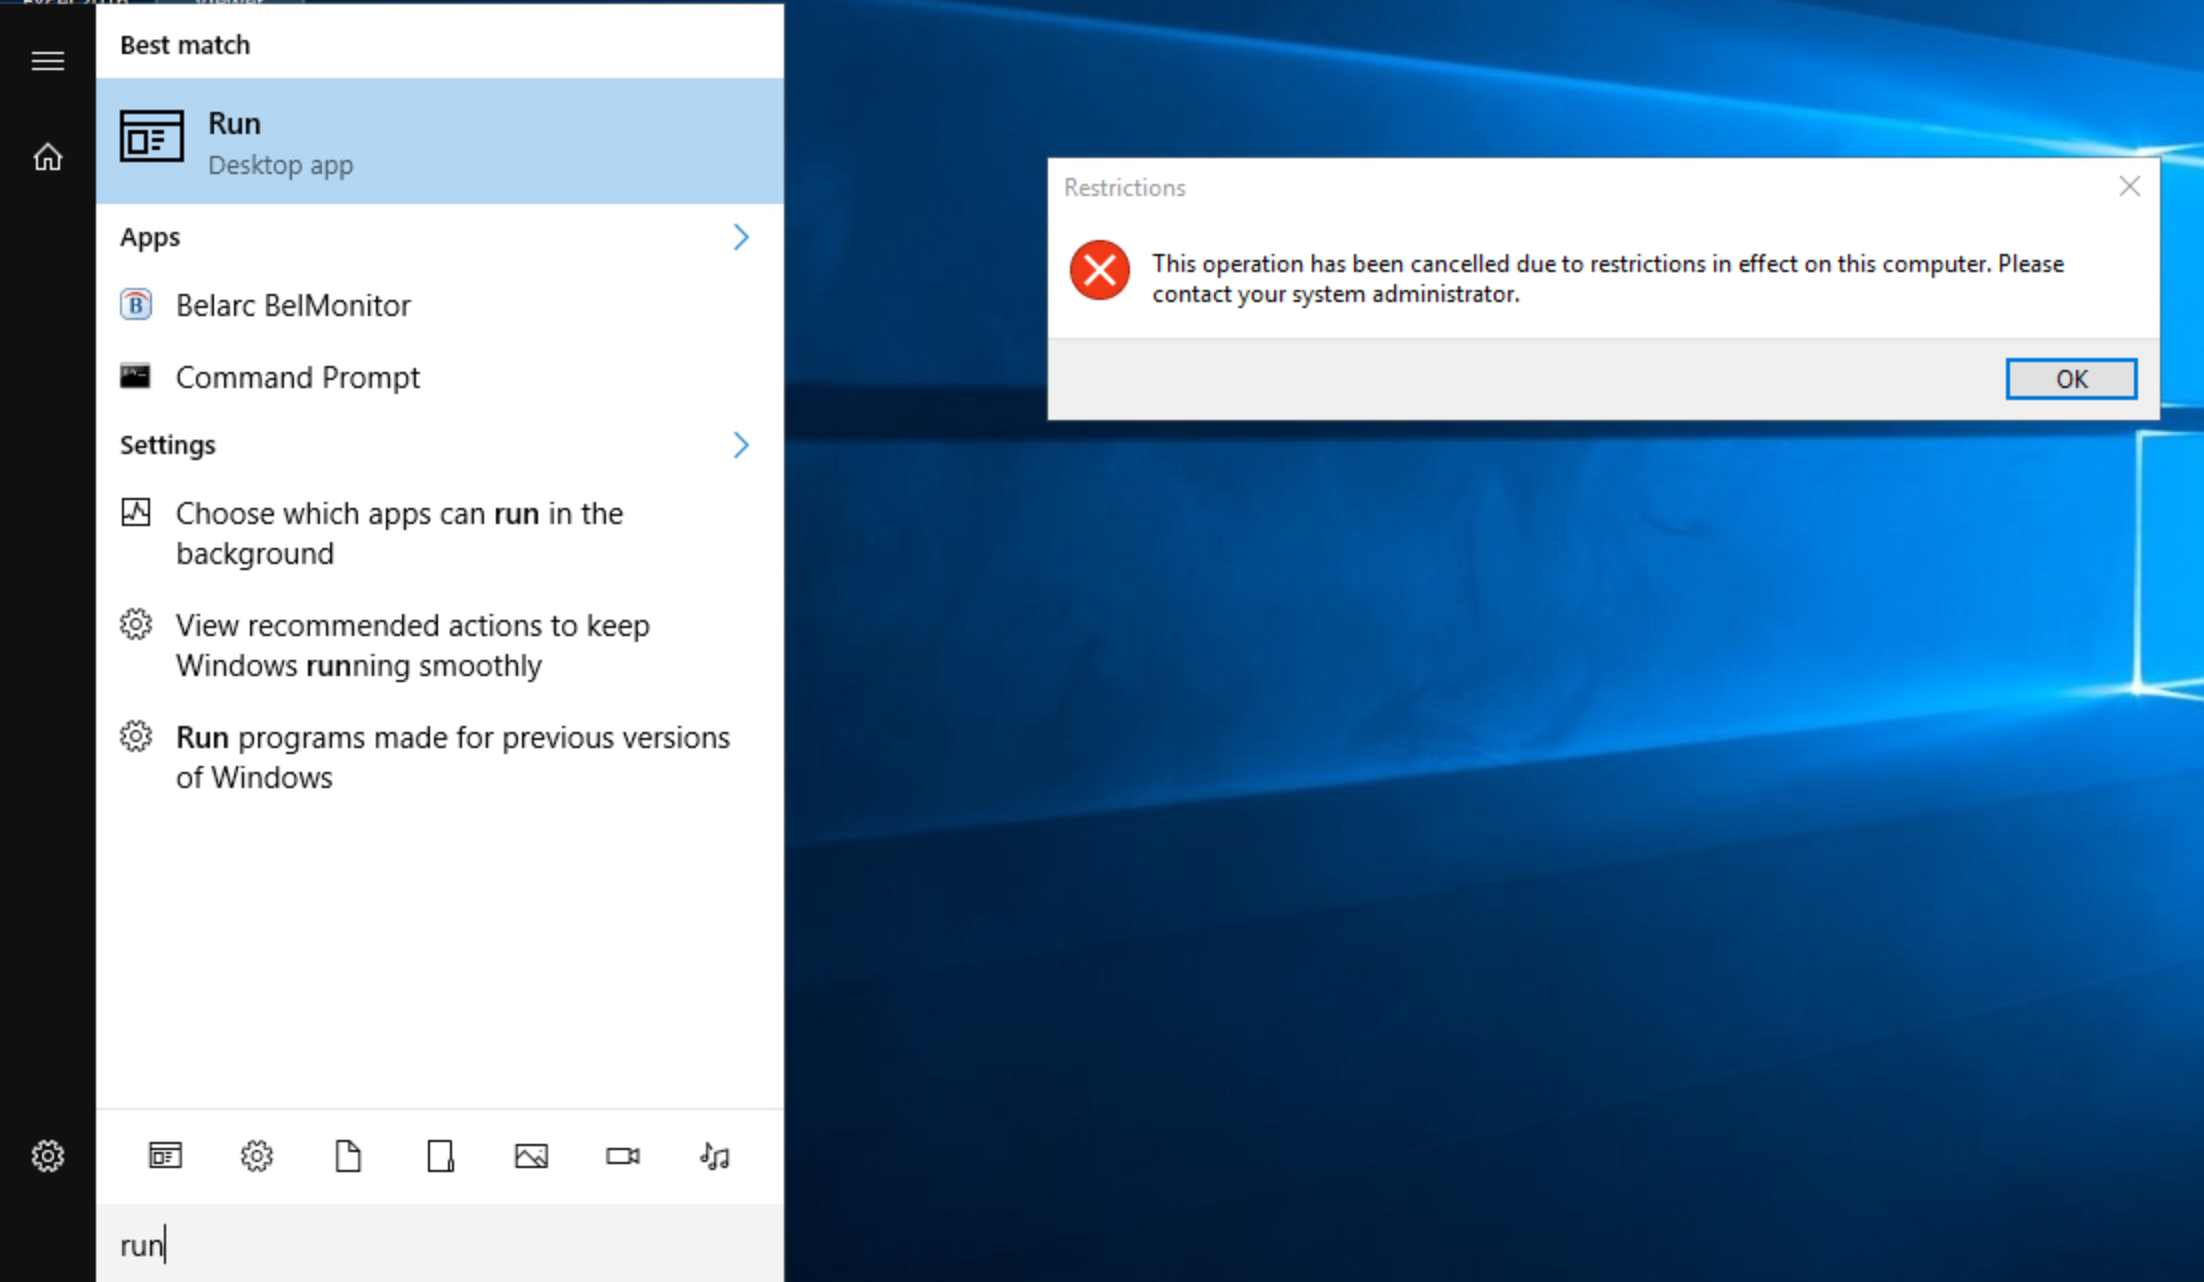 Best match
Run
Desktop app
Apps
Belarc BelMonitor
Command Prompt
Settings
Choose which apps can run in the
background
View recommended actions to keep
Windows running smoothly
Run programs made for previous versions
of Windows
run
Restrictions
This operation has been cancelled due to restrictions in effect on this computer. Please
contact your system administrator.
OK